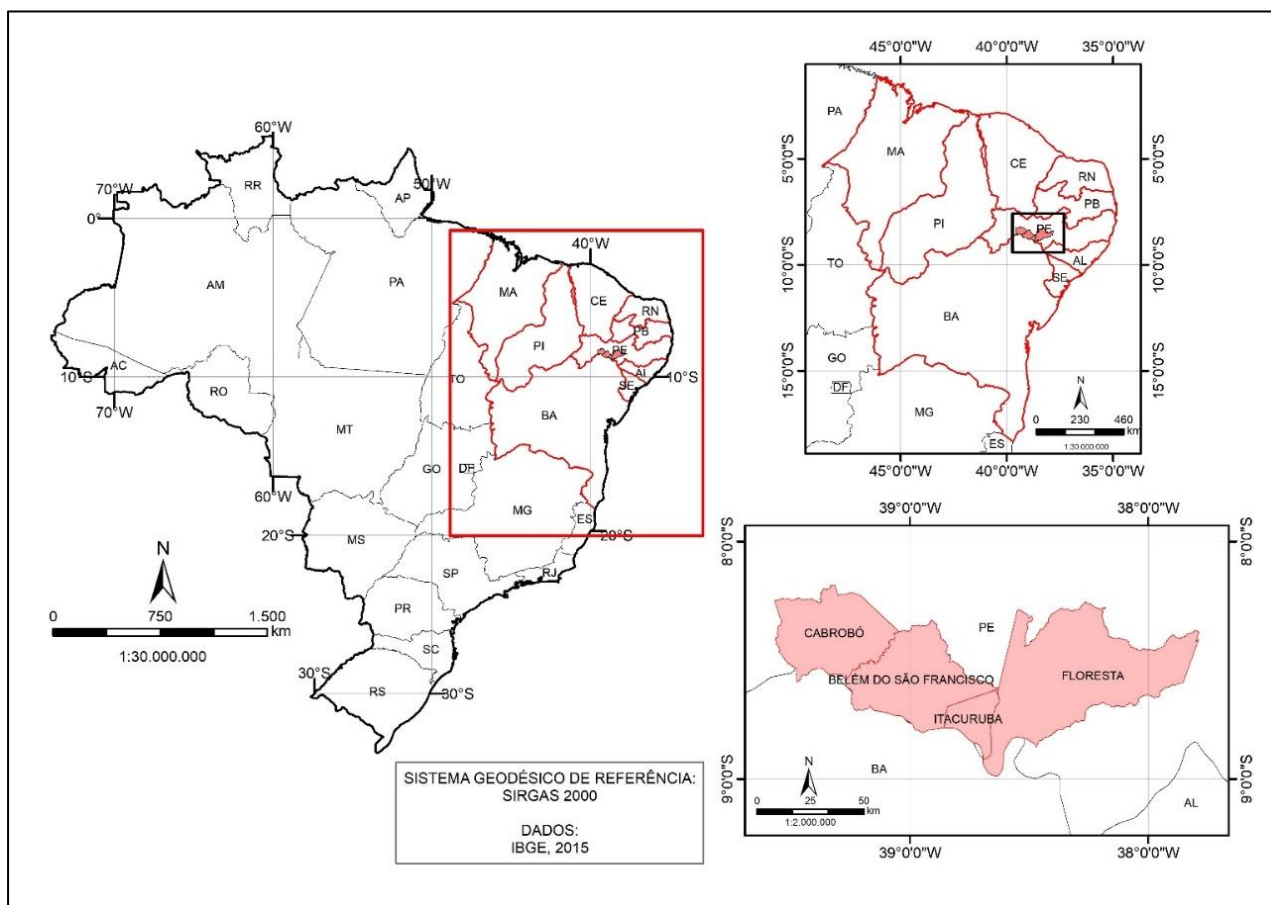 60°W
50°W
70°W
RR
AP
0°
40°W
AM
PA
MA
CE
RN
PB
PI
PE
AC
TO
AL
10°S
10°S
SE
RO
70°W
BA
MT
GO
DF
60°W
MG
ES
20°S
20°S
MS
SP
RJ
PR
SC
30°S
30°S
RS
N
0 750 1.500
km
1:30.000.000
SISTEMA GEODÉSICO DE REFERÊNCIA:
SIRGAS 2000
DADOS:
IBGE, 2015
45°0'0"W 40°0'0"W 35°0'0"W
5°0'0"S
5°0'0"S
10°0'0"S
10°0'0"S
15°0'0"S
15°0'0"S
PA
MA
CE
RN
PB
PI
PE
TO
AL
SE
BA
GO
DF
MG
ES
N
0 230 460
km
1:30.000.000
45°0'0"W 40°0'0"W 35°0'0"W
39°0'0"W 38°0'0"W
8°0'0"S
8°0'0"S
CABROBÓ
PE
BELÉM DO SÃO FRANCISCO
FLORESTA
ITACURUBA
BA
AL
N
0 25 50
km
1:2.000.000
9°0'0"S
9°0'0"S
39°0'0"W 38°0'0"W